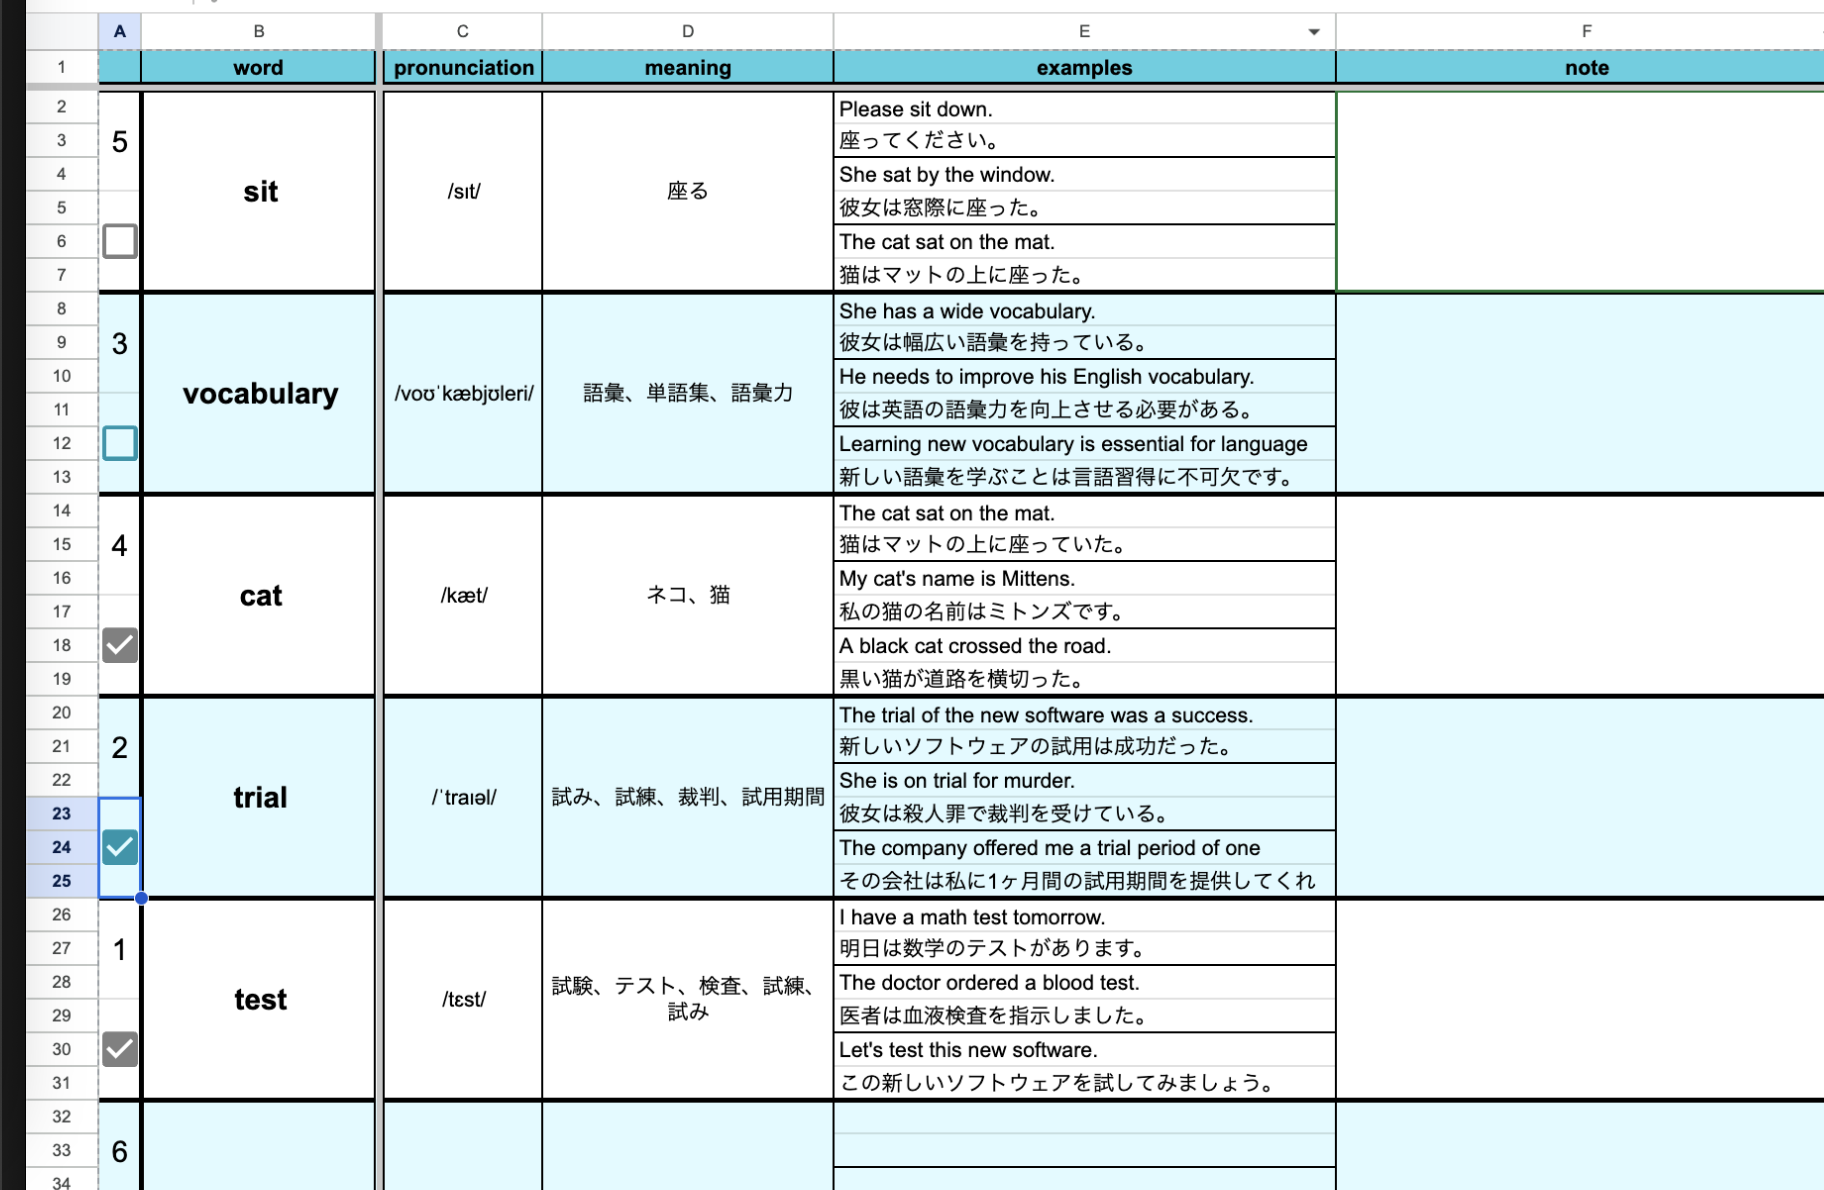 A B C D E F
1 word pronunciation meaning examples note
2 Please sit down.
3 5 座ってください。
4 She sat by the window.
sit /sıt/ 座る
5 彼女は窓際に座った。
6 The cat sat on the mat.
7 猫はマットの上に座った。
8 She has a wide vocabulary.
9 3 彼女は幅広い語彙を持っている。
10 He needs to improve his English vocabulary.
vocabulary /voʊˈkæbjʊleri/ 語彙、単語集、語彙力
11 彼は英語の語彙力を向上させる必要がある。
12 Learning new vocabulary is essential for language
13 新しい語彙を学ぶことは言語習得に不可欠です。
14 The cat sat on the mat.
15 4 猫はマットの上に座っていた。
16 My cat's name is Mittens.
cat /kæt/ ネコ、猫
17 私の猫の名前はミトンズです。
18 A black cat crossed the road.
19 黒い猫が道路を横切った。
20 The trial of the new software was a success.
21 2 新しいソフトウェアの試用は成功だった。
22 She is on trial for murder.
trial /ˈtraıəl/ 試み、試練、裁判、試用期間
23 彼女は殺人罪で裁判を受けている。
24 The company offered me a trial period of one
25 その会社は私に1ヶ月間の試用期間を提供してくれ
26 I have a math test tomorrow.
27 1 明日は数学のテストがあります。
28 The doctor ordered a blood test.
test /tɛst/ 試験、テスト、検査、試練、
試み
29 医者は血液検査を指示しました。
30 Let's test this new software.
31 この新しいソフトウェアを試してみましょう。
32
33 6
34